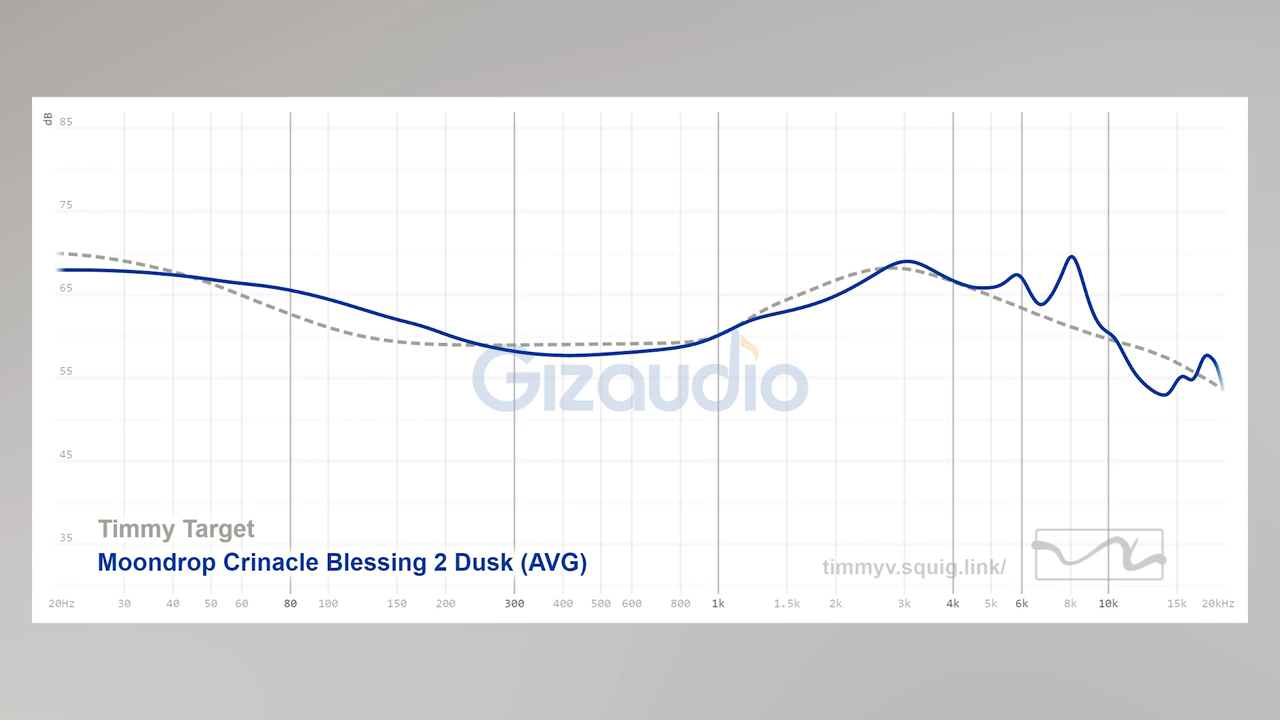 dB
85
75
65
55
45
35
Gizaudio
Timmy Target
Moondrop Crinacle Blessing 2 Dusk (AVG)
timmyv.squig.link/
20Hz 30 40 50 60 80 100 150 200 300 400 500 600 800 1k 1.5k 2k 3k 4k 5k 6k 8k 10k 15k 20kHz